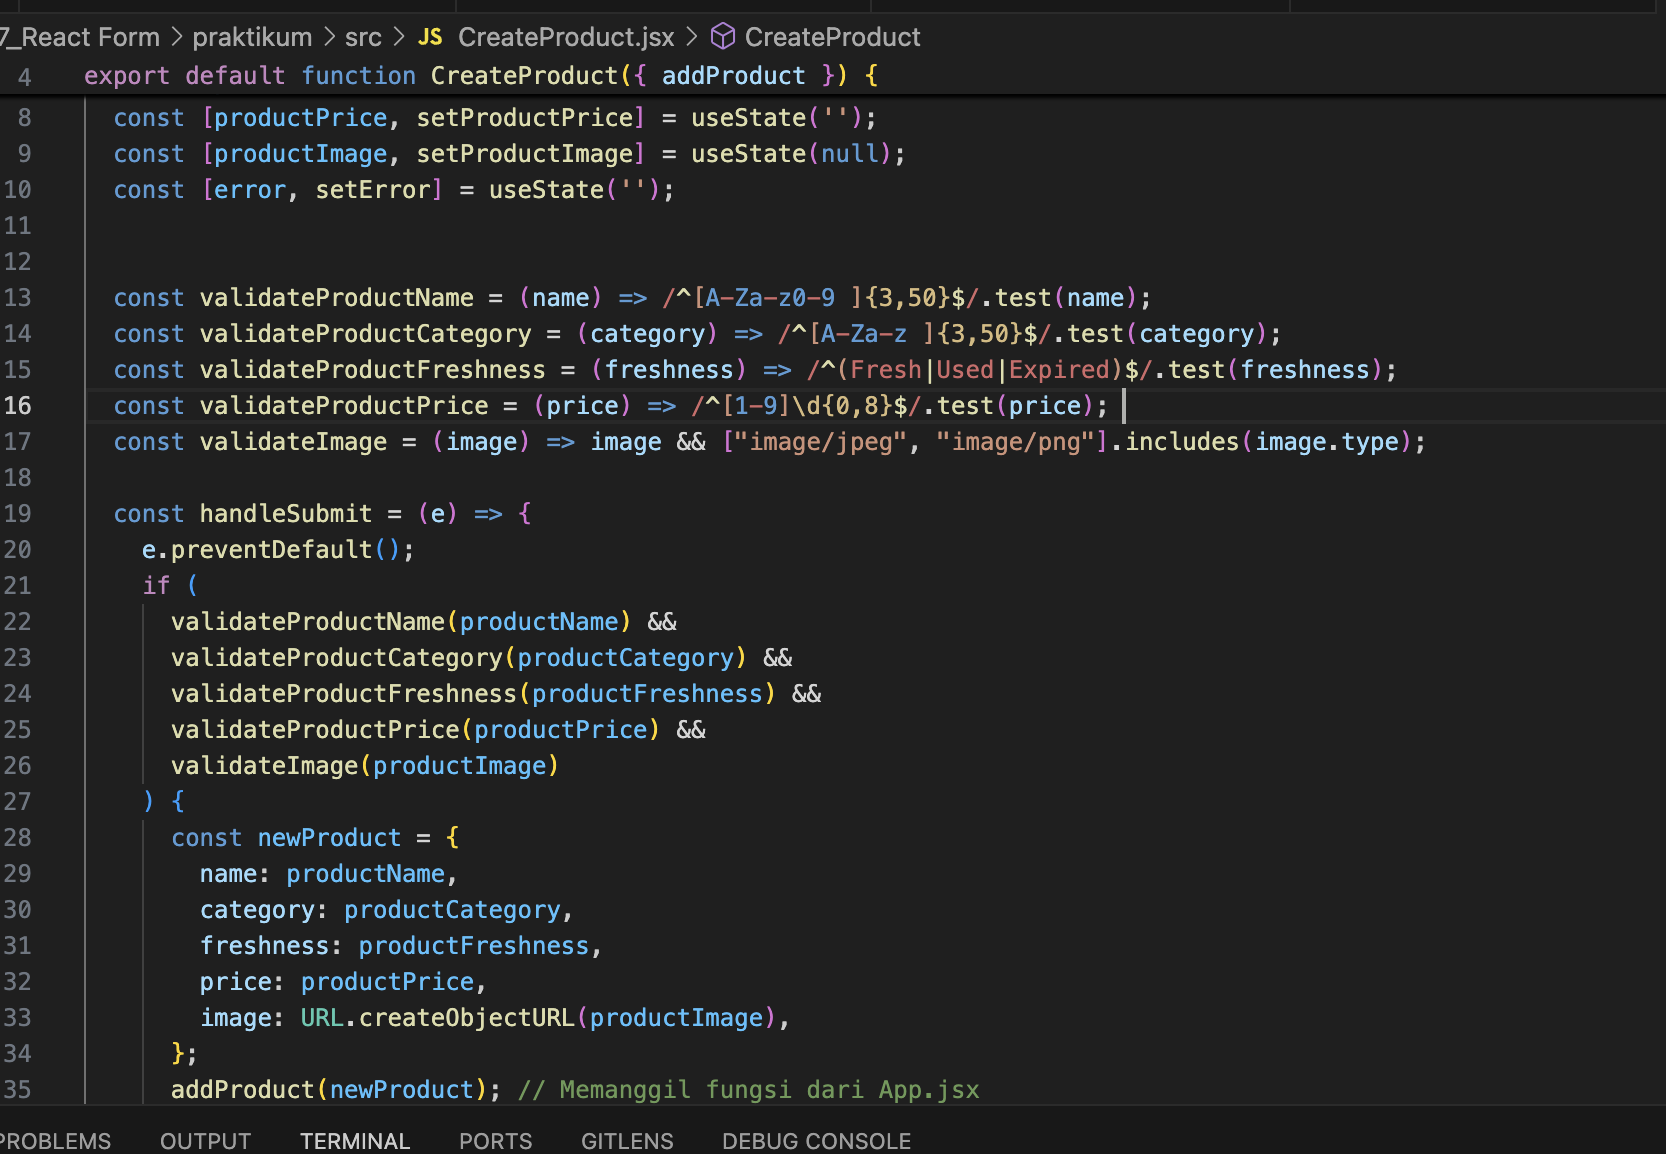 7_React Form > praktikum > src > JS CreateProduct.jsx > CreateProduct
4 export default function CreateProduct({ addProduct }) {
8 const [productPrice, setProductPrice] = useState('');
9 const [productImage, setProductImage] = useState(null);
10 const [error, setError] = useState('');
11
12
13 const validateProductName = (name) => /^[A-Za-z0-9 ]{3,50}$/.test(name);
14 const validateProductCategory = (category) => /^[A-Za-z ]{3,50}$/.test(category);
15 const validateProductFreshness = (freshness) => /^(Fresh|Used|Expired)$/.test(freshness);
16 const validateProductPrice = (price) => /^[1-9]\d{0,8}$/.test(price);
17 const validateImage = (image) => image && ["image/jpeg", "image/png"].includes(image.type);
18
19 const handleSubmit = (e) => {
20 e.preventDefault();
21 if (
22 validateProductName(productName) &&
23 validateProductCategory(productCategory) &&
24 validateProductFreshness(productFreshness) &&
25 validateProductPrice(productPrice) &&
26 validateImage(productImage)
27 ) {
28 const newProduct = {
29 name: productName,
30 category: productCategory,
31 freshness: productFreshness,
32 price: productPrice,
33 image: URL.createObjectURL(productImage),
34 };
35 addProduct(newProduct); // Memanggil fungsi dari App.jsx
PROBLEMS OUTPUT TERMINAL PORTS GITLENS DEBUG CONSOLE